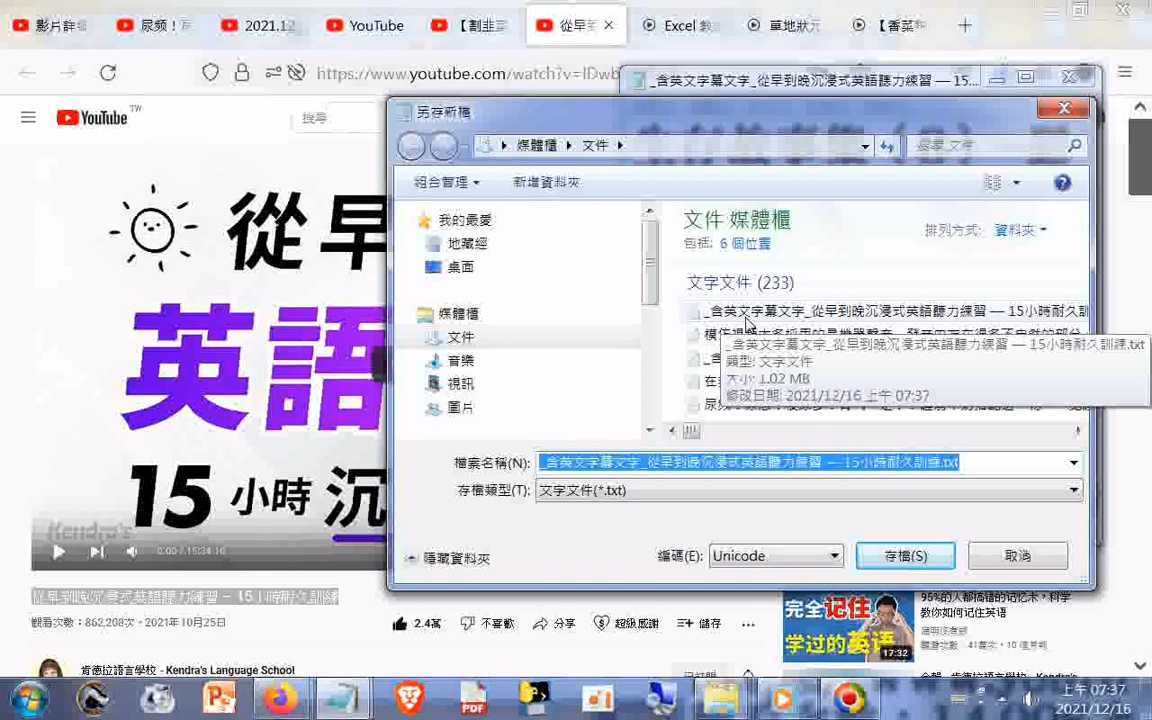 影片詳
尿频！
2021.12
YouTube
【割韭
從早
Excel 教
草地狀元
【香菜
https://www.youtube.com/watch?v=IDwb
_含英文字幕文字_從早到晚沉浸式英語聽力練習 — 15...
YouTube TW
搜尋
另存新檔
媒體櫃 文件
搜尋 文件
組合管理
新增資料夾
我的最愛
地藏經
桌面
媒體櫃
文件
音樂
視訊
圖片
文件 媒體櫃
包括: 6 個位置
排列方式: 資料夾
文字文件 (233)
_含英文字幕文字_從早到晚沉浸式英語聽力練習 — 15小時耐久訓
_含英文字幕文字_從早到晚沉浸式英語聽力練習 — 15小時耐久訓練.txt
類型: 文字文件
大小: 1.02 MB
修改日期: 2021/12/16 上午 07:37
檔案名稱(N):
_含英文字幕文字_從早到晚沉浸式英語聽力練習 — 15小時耐久訓練.txt
存檔類型(T):
文字文件(*.txt)
隱藏資料夾
編碼(E):
Unicode
存檔(S)
取消
從早
英語
15 小時 沉
Kendra's
0:00 / 15:34:10
從早到晚沉浸式英語聽力練習 – 15 小時耐久訓練
觀看次數：862,208次・2021年10月25日
2.4萬
不喜歡
分享
超級感謝
儲存
肯德拉語言學校 - Kendra's Language School
完全记住
学过的英语
17:32
95%的人都搞错的记忆术，科学
教你如何记住英语
上午 07:37
2021/12/16